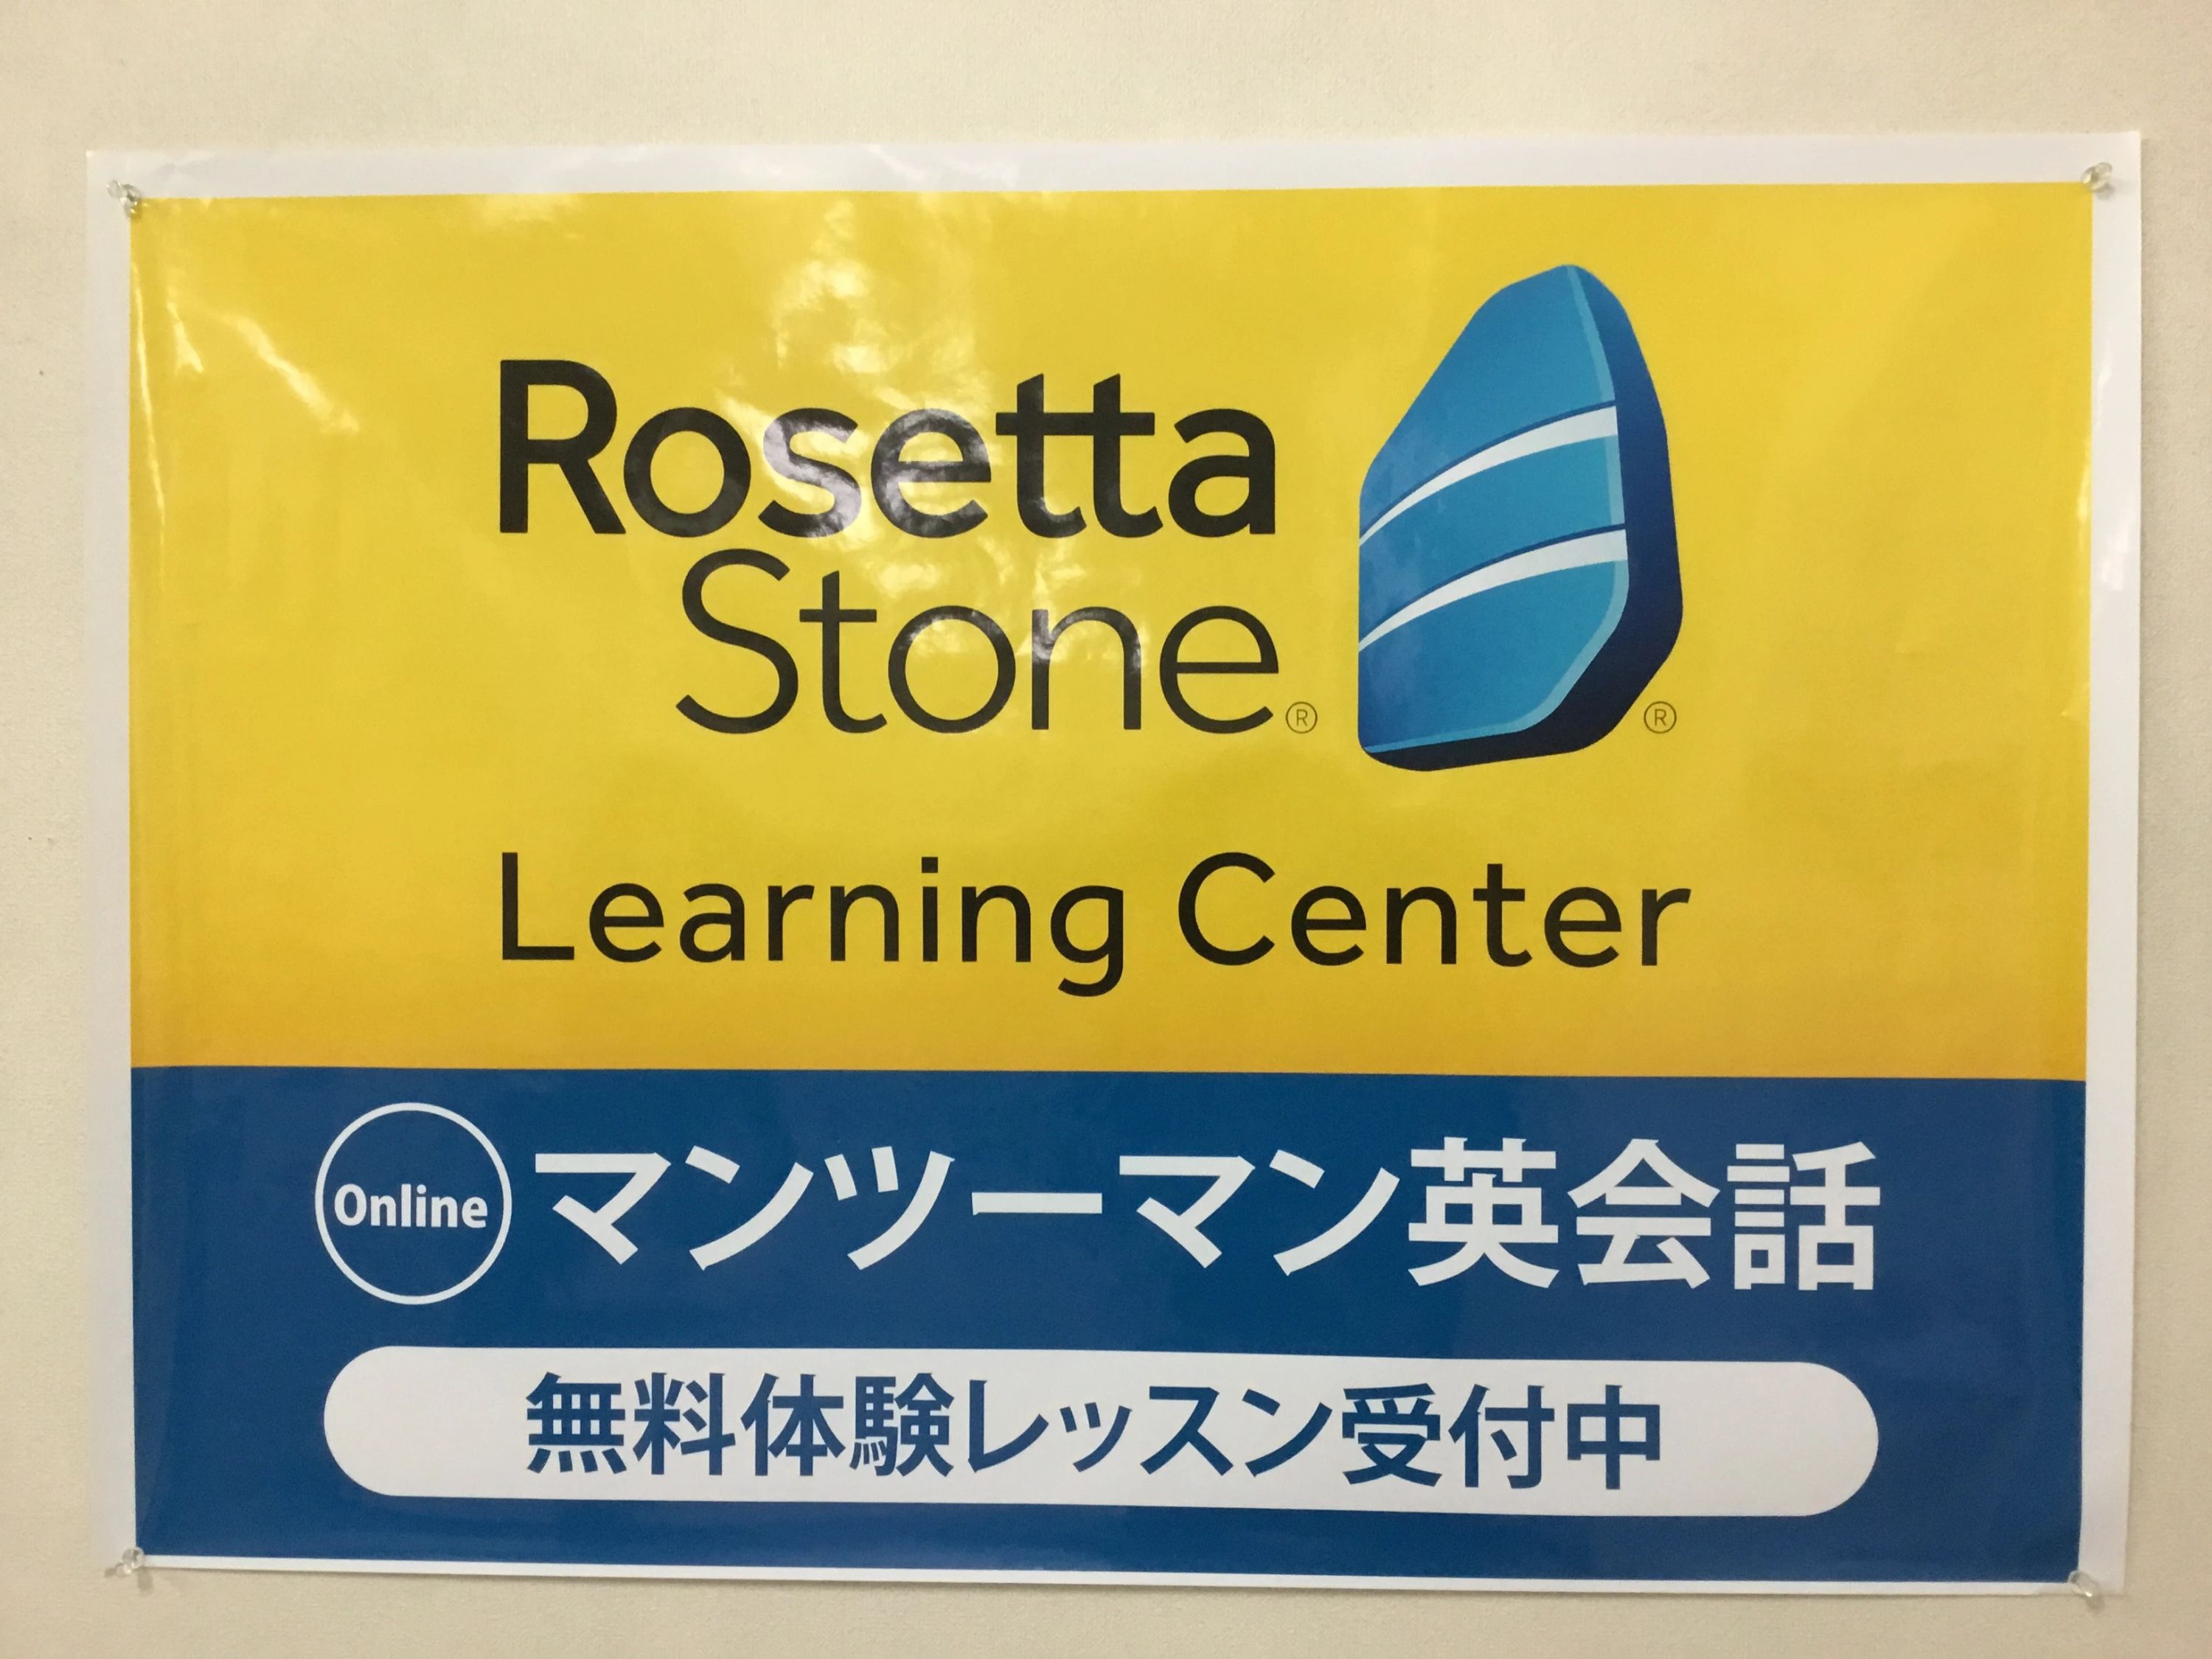 Rosetta
Stone®
®
Learning Center
Online マンツーマン英会話
無料体験レッスン受付中